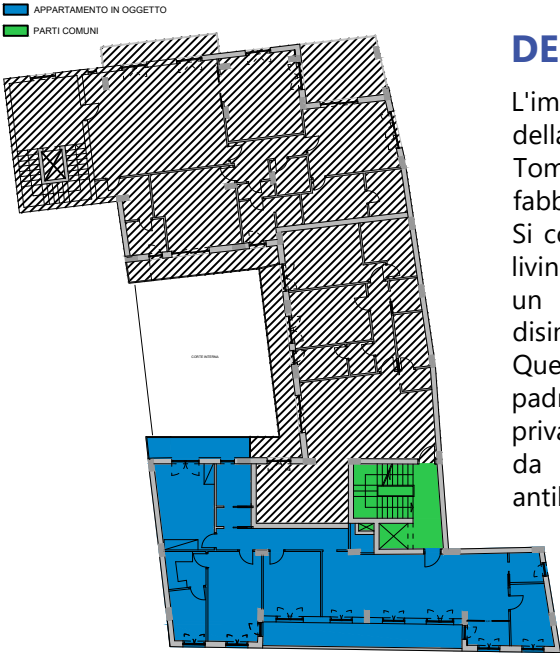 APPARTAMENTO IN OGGETTO
PARTI COMUNI
DE
L'im
della
Tom
fabb
Si co
livin
un
disir
Que
padr
priva
da
antil
CORTE INTERNA